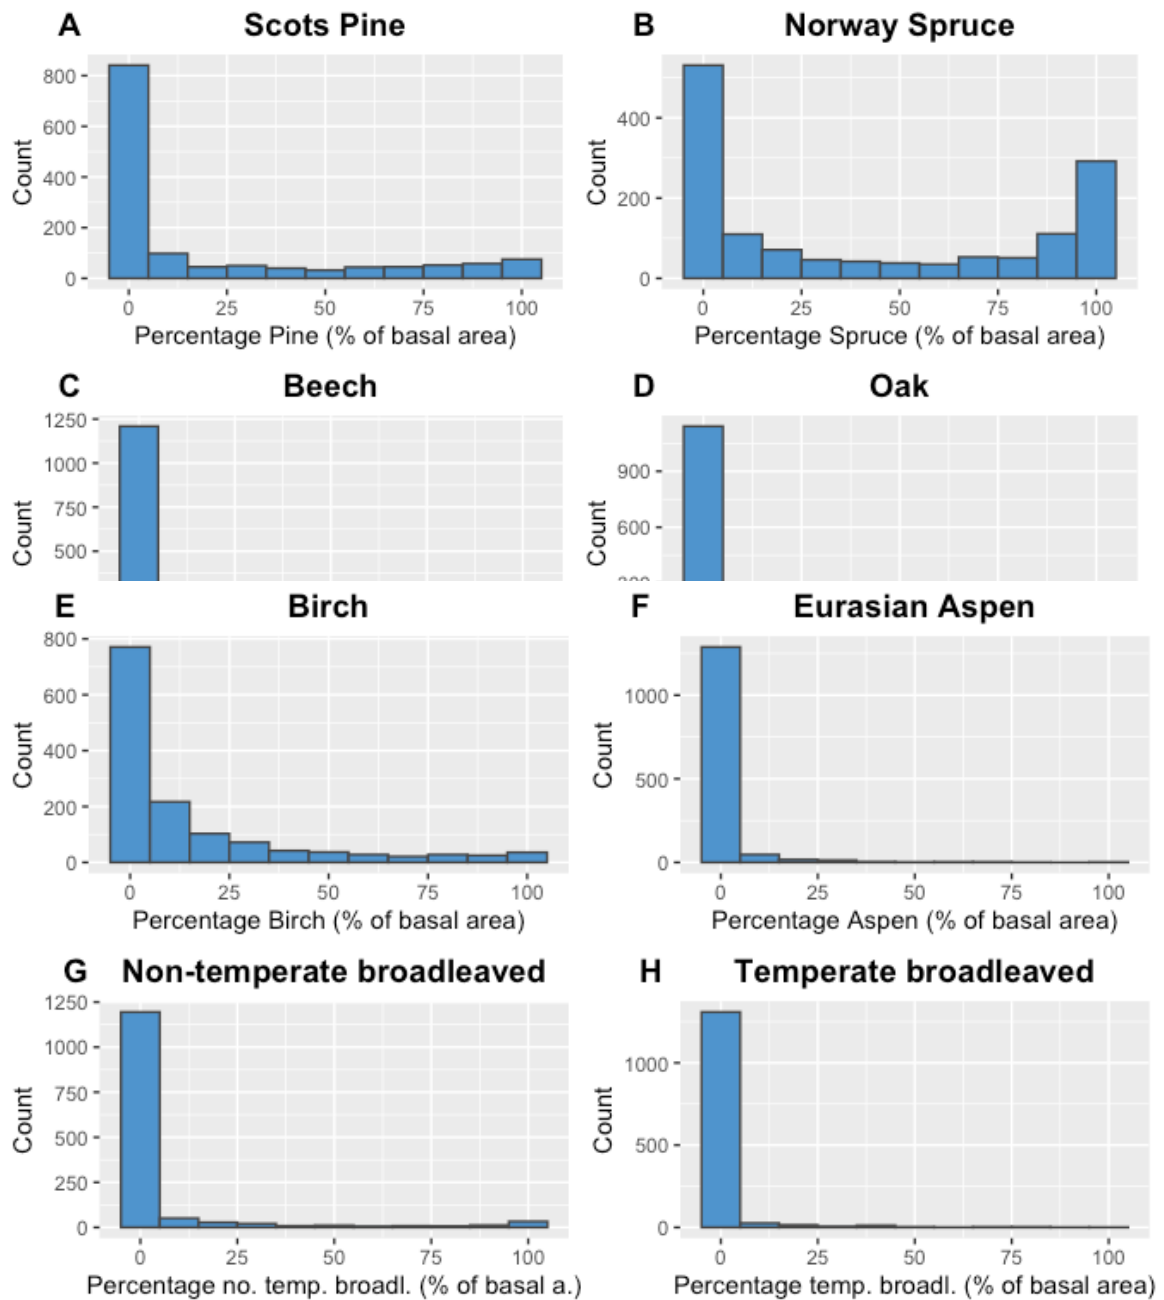 A Scots Pine
Count
800
600
400
200
0
0 25 50 75 100
Percentage Pine (% of basal area)
B Norway Spruce
Count
400
200
0
0 25 50 75 100
Percentage Spruce (% of basal area)
C Beech
Count
1250
1000
750
500
D Oak
Count
900
600
E Birch
Count
800
600
400
200
0
0 25 50 75 100
Percentage Birch (% of basal area)
F Eurasian Aspen
Count
1000
500
0
0 25 50 75 100
Percentage Aspen (% of basal area)
G Non-temperate broadleaved
Count
1250
1000
750
500
250
0
0 25 50 75 100
Percentage no. temp. broadl. (% of basal a.)
H Temperate broadleaved
Count
1000
500
0
0 25 50 75 100
Percentage temp. broadl. (% of basal area)